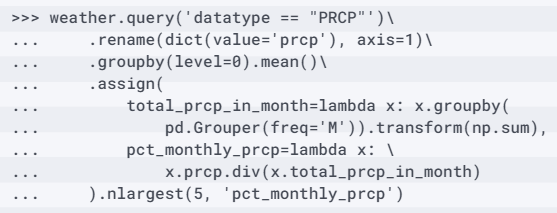 >>> weather.query('datatype == "PRCP"')\
...     .rename(dict(value='prcp'), axis=1)\
...     .groupby(level=0).mean()\
...     .assign(
...         total_prcp_in_month=lambda x: x.groupby(
...             pd.Grouper(freq='M')).transform(np.sum),
...         pct_monthly_prcp=lambda x: \
...             x.prcp.div(x.total_prcp_in_month)
...     ).nlargest(5, 'pct_monthly_prcp')